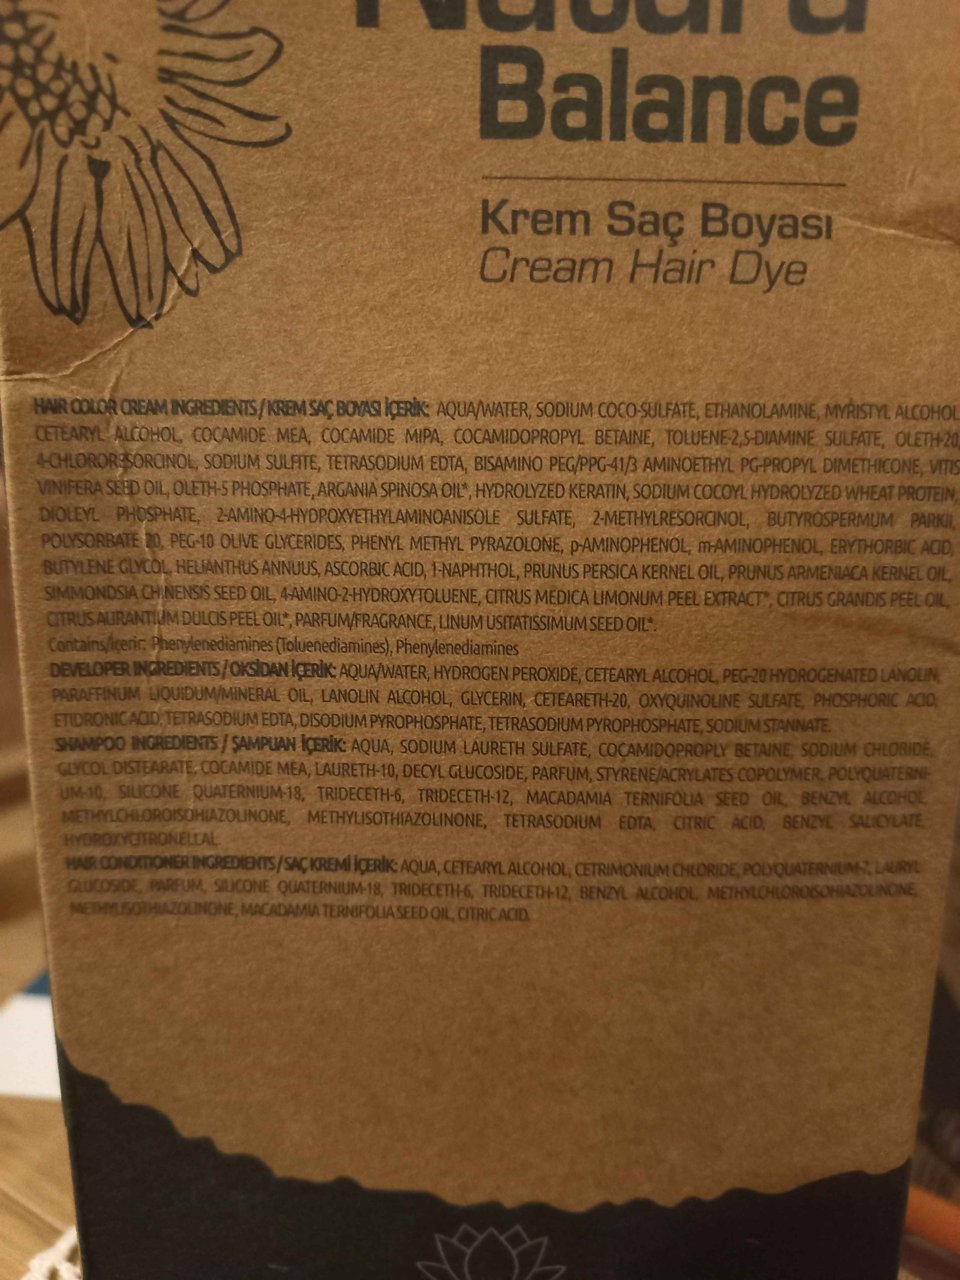 Natura
Balance
Krem Saç Boyası
Cream Hair Dye
HAIR COLOR CREAM INGREDIENTS / KREM SAÇ BOYASI İÇERİK: AQUA/WATER, SODIUM COCO-SULFATE, ETHANOLAMINE, MYRISTYL ALCOHOL
CETEARYL ALCOHOL, COCAMIDE MEA, COCAMIDE MIPA, COCAMIDOPROPYL BETAINE, TOLUENE-2,5-DIAMINE SULFATE, OLETH-20,
4-CHLORORESORCINOL, SODIUM SULFITE, TETRASODIUM EDTA, BISAMINO PEG/PPG-41/3 AMINOETHYL PG-PROPYL DIMETHICONE, VITIS
VINIFERA SEED OIL, OLETH-5 PHOSPHATE, ARGANIA SPINOSA OIL*, HYDROLYZED KERATIN, SODIUM COCOYL HYDROLYZED WHEAT PROTEIN,
DIOLEYL PHOSPHATE, 2-AMINO-4-HYDPOXYETHYLAMINOANISOLE SULFATE, 2-METHYLRESORCINOL, BUTYROSPERMUM PARKII,
POLYSORBATE 20, PEG-10 OLIVE GLYCERIDES, PHENYL METHYL PYRAZOLONE, p-AMINOPHENOL, m-AMINOPHENOL, ERYTHORBIC ACID,
BUTYLENE GLYCOL, HELIANTHUS ANNUUS, ASCORBIC ACID, 1-NAPHTHOL, PRUNUS PERSICA KERNEL OIL, PRUNUS ARMENIACA KERNEL OIL,
SIMMONDSIA CHINENSIS SEED OIL, 4-AMINO-2-HYDROXYTOLUENE, CITRUS MEDICA LIMONUM PEEL EXTRACT*, CITRUS GRANDIS PEEL OIL,
CITRUS AURANTIUM DULCIS PEEL OIL*, PARFUM/FRAGRANCE, LINUM USITATISSIMUM SEED OIL*.
Contains/İçerir: Phenylenediamines (Toluenediamines), Phenylenediamines
DEVELOPER INGREDIENTS / OKSİDAN İÇERİK: AQUA/WATER, HYDROGEN PEROXIDE, CETEARYL ALCOHOL, PEG-20 HYDROGENATED LANOLIN,
PARAFFINUM LIQUIDUM/MINERAL OIL, LANOLIN ALCOHOL, GLYCERIN, CETEARETH-20, OXYQUINOLINE SULFATE, PHOSPHORIC ACID,
ETIDRONIC ACID, TETRASODIUM EDTA, DISODIUM PYROPHOSPHATE, TETRASODIUM PYROPHOSPHATE, SODIUM STANNATE.
SHAMPOO INGREDIENTS / ŞAMPUAN İÇERİK: AQUA, SODIUM LAURETH SULFATE, COCAMIDOPROPLY BETAINE, SODIUM CHLORIDE,
GLYCOL DISTEARATE, COCAMIDE MEA, LAURETH-10, DECYL GLUCOSIDE, PARFUM, STYRENE/ACRYLATES COPOLYMER, POLYQUATERNI-
UM-10, SILICONE QUATERNIUM-18, TRIDECETH-6, TRIDECETH-12, MACADAMIA TERNIFOLIA SEED OIL, BENZYL ALCOHOL,
METHYLCHLOROISOHIAZOLINONE, METHYLISOTHIAZOLINONE, TETRASODIUM EDTA, CITRIC ACID, BENZYL SALICYLATE,
HYDROXYCITRONELLAL.
HAIR CONDITIONER INGREDIENTS / SAÇ KREMİ İÇERİK: AQUA, CETEARYL ALCOHOL, CETRIMONIUM CHLORIDE, POLYQUATERNIUM-7, LAURYL
GLUCOSIDE, PARFUM, SILICONE QUATERNIUM-18, TRIDECETH-6, TRIDECETH-12, BENZYL ALCOHOL, METHYLCHLOROISOHIAZOLINONE,
METHYLISOTHIAZOLINONE, MACADAMIA TERNIFOLIA SEED OIL, CITRIC ACID.